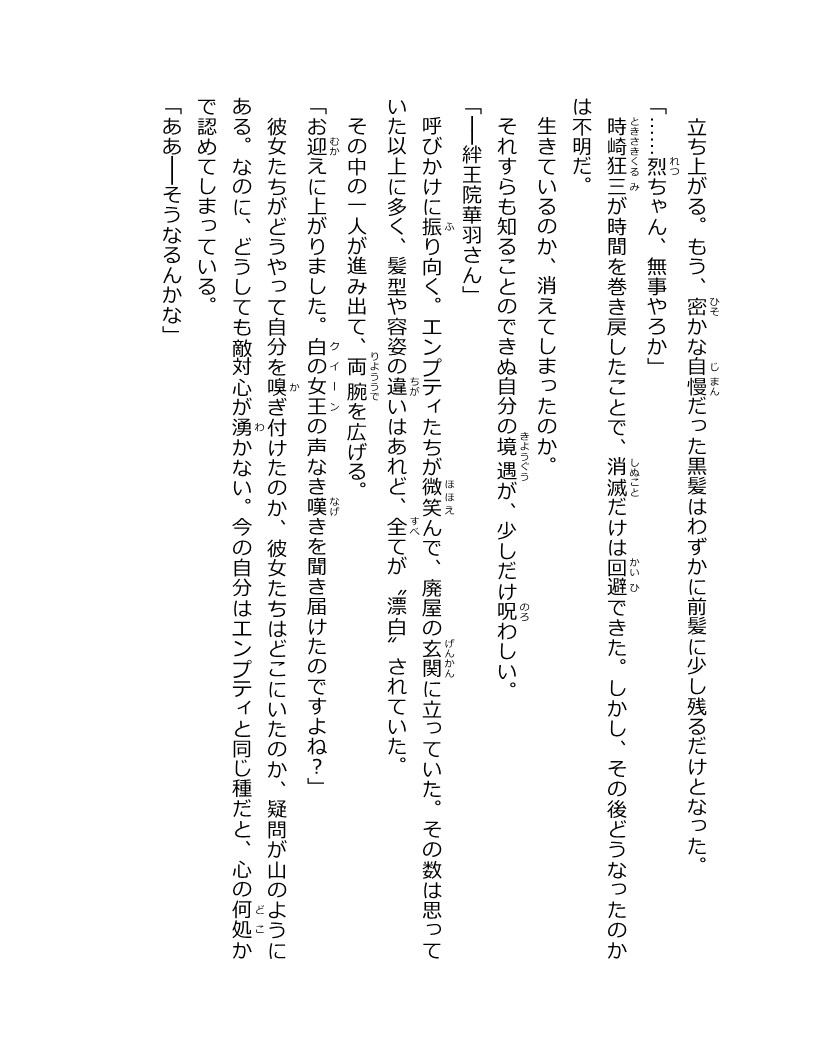 立ち上がる。もう、密かな自慢だった黒髪はわずかに前髪に少し残るだけとなった。
「……烈ちゃん、無事やろか」
時崎狂三が時間を巻き戻したことで、消滅だけは回避できた。しかし、その後どうなったのか
は不明だ。
生きているのか、消えてしまったのか。
それすらも知ることのできぬ自分の境遇が、少しだけ呪わしい。
「――絆王院華羽さん」
呼びかけに振り向く。エンプティたちが微笑んで、廃屋の玄関に立っていた。その数は思って
いた以上に多く、髪型や容姿の違いはあれど、全てが〝漂白〟されていた。
その中の一人が進み出て、両腕を広げる。
「お迎えに上がりました。白の女王の声なき嘆きを聞き届けたのですよね？」
彼女たちがどうやって自分を嗅ぎ付けたのか、彼女たちはどこにいたのか、疑問が山のように
ある。なのに、どうしても敵対心が湧かない。今の自分はエンプティと同じ種だと、心の何処か
で認めてしまっている。
「ああ――そうなるんかな」